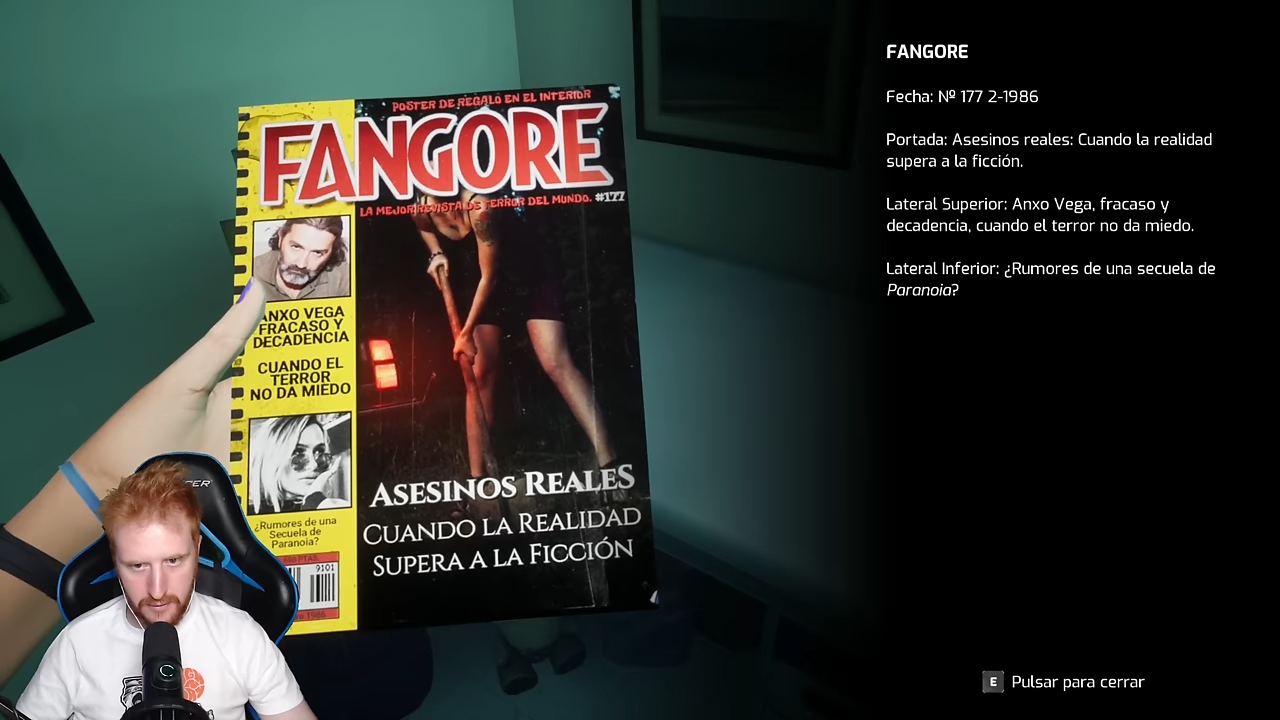 POSTER DE REGALO EN EL INTERIOR
FANGORE
LA MEJOR REVISTA DE TERROR DEL MUNDO. #177
ANXO VEGA
FRACASO Y
DECADENCIA
CUANDO EL
TERROR
NO DA MIEDO
¿Rumores de una
Secuela de
Paranoia?
PTAS.
9101
1986
ASESINOS REALES
CUANDO LA REALIDAD
SUPERA A LA FICCIÓN
FANGORE
Fecha: Nº 177 2-1986
Portada: Asesinos reales: Cuando la realidad
supera a la ficción.
Lateral Superior: Anxo Vega, fracaso y
decadencia, cuando el terror no da miedo.
Lateral Inferior: ¿Rumores de una secuela de
Paranoia?
E Pulsar para cerrar